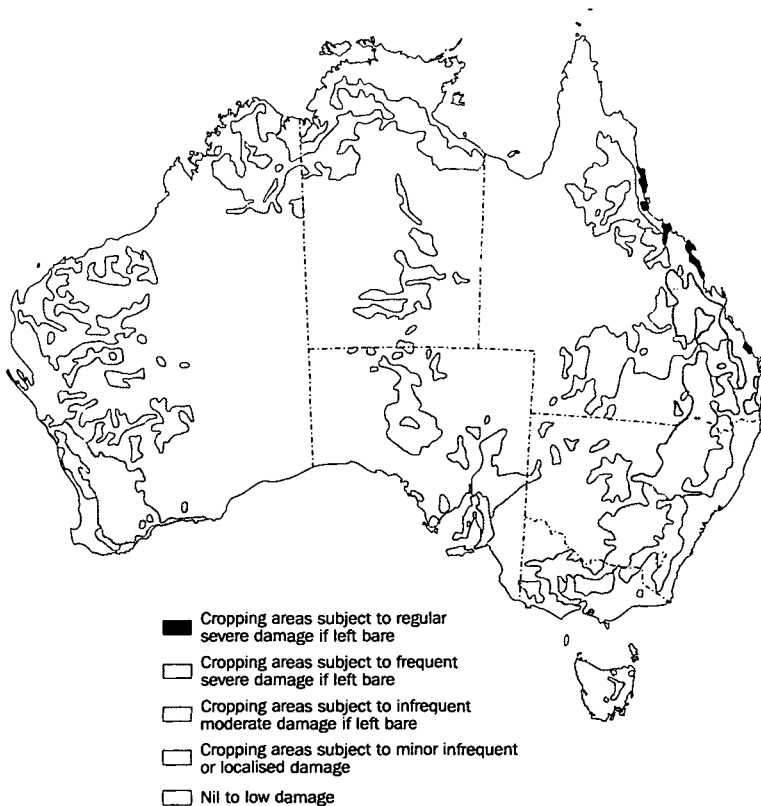 Cropping areas subject to regular
severe damage if left bare
Cropping areas subject to frequent
severe damage if left bare
Cropping areas subject to infrequent
moderate damage if left bare
Cropping areas subject to minor infrequent
or localised damage
Nil to low damage